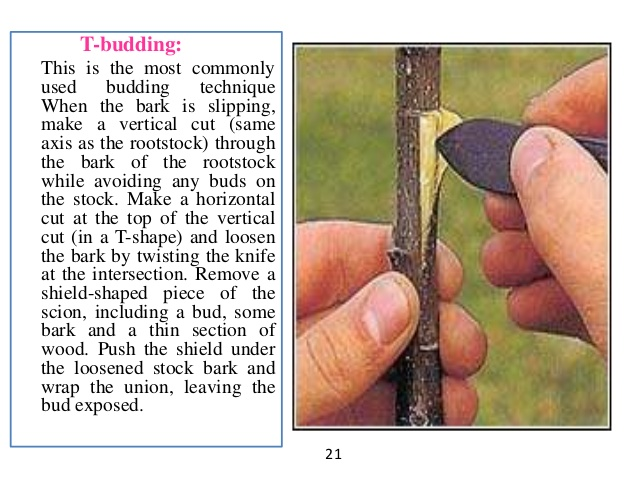 T-budding:
This is the most commonly
used budding technique
When the bark is slipping,
make a vertical cut (same
axis as the rootstock) through
the bark of the rootstock
while avoiding any buds on
the stock. Make a horizontal
cut at the top of the vertical
cut (in a T-shape) and loosen
the bark by twisting the knife
at the intersection. Remove a
shield-shaped piece of the
scion, including a bud, some
bark and a thin section of
wood. Push the shield under
the loosened stock bark and
wrap the union, leaving the
bud exposed.
21